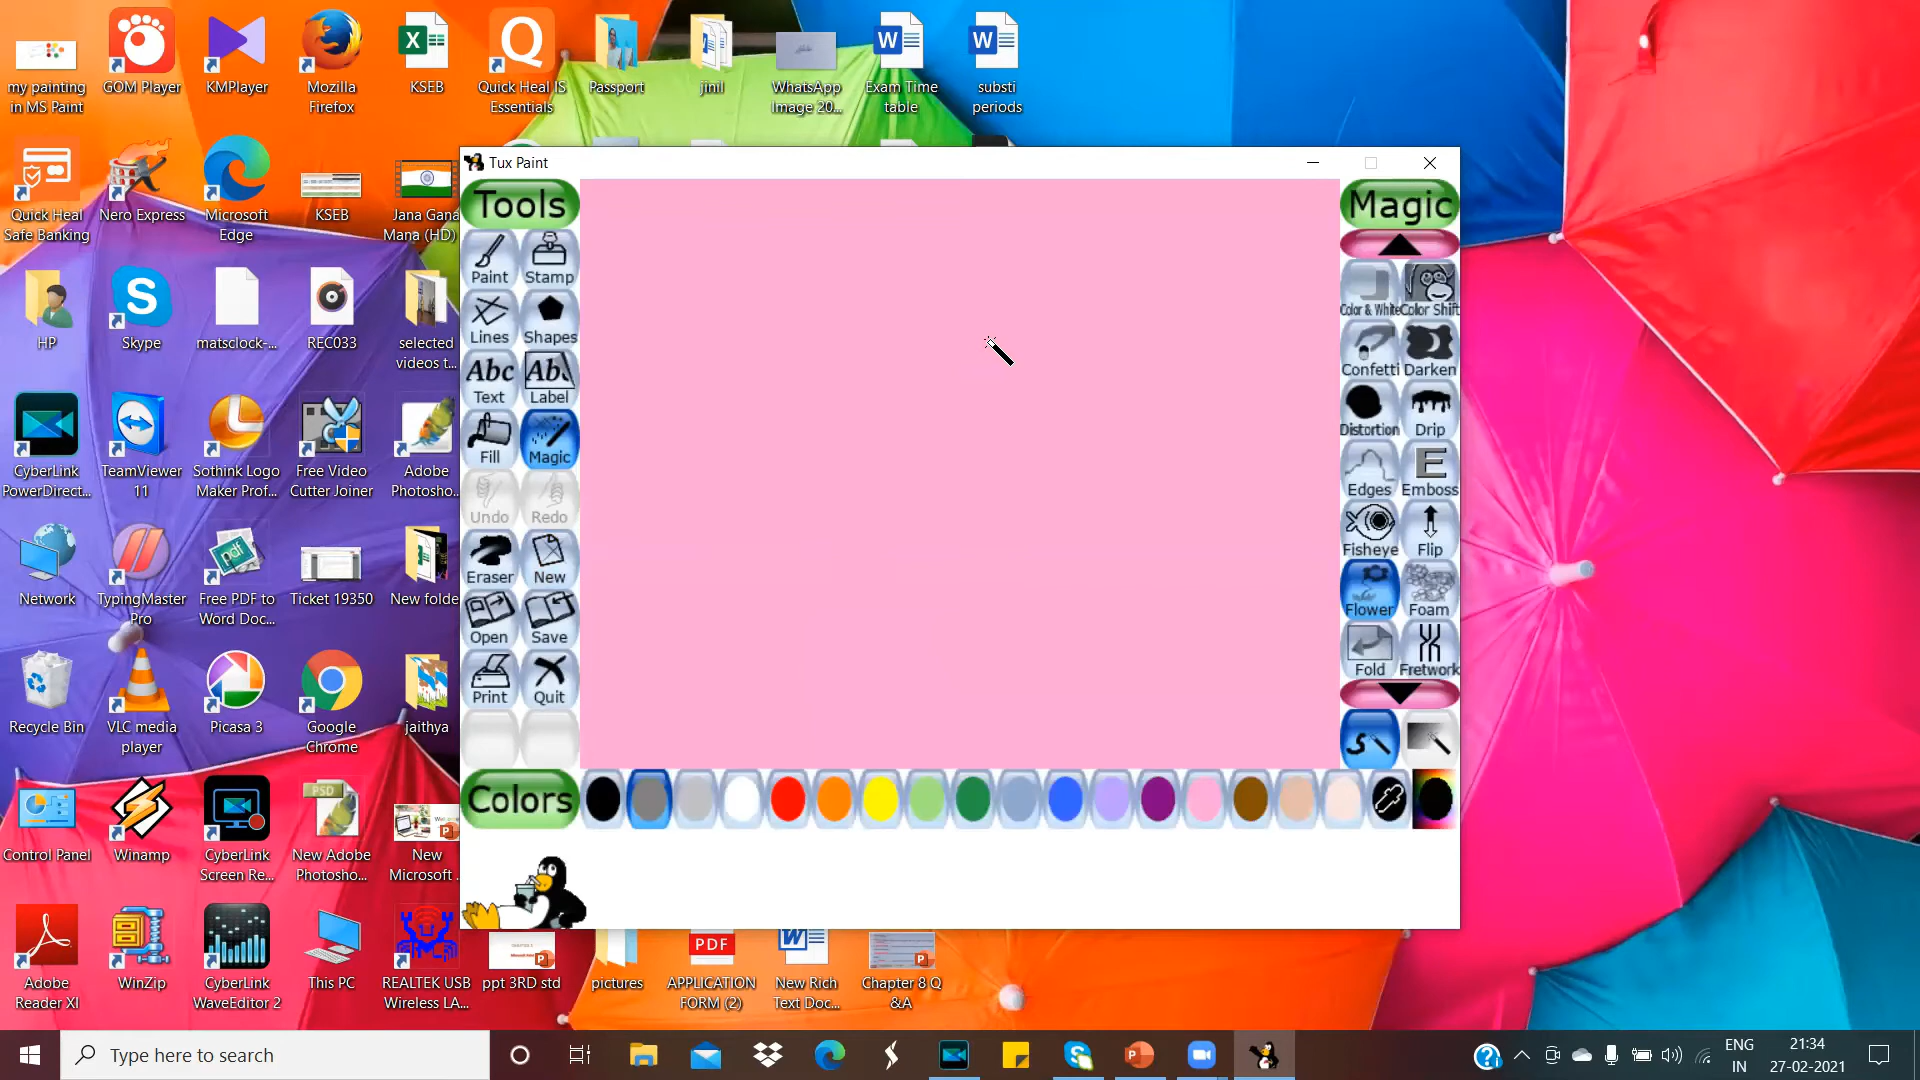 my painting
in MS Paint
GOM Player
KMPlayer
Mozilla
Firefox
KSEB
Quick Heal IS
Essentials
Passport
jinil
WhatsApp
Image 20...
Exam Time
table
substi
periods
Quick Heal
Safe Banking
Nero Express
Microsoft
Edge
KSEB
Jana Gana
Mana (HD)
HP
Skype
matsclock-...
REC033
selected
videos t...
CyberLink
PowerDirect...
TeamViewer
11
Sothink Logo
Maker Prof...
Free Video
Cutter Joiner
Adobe
Photosho...
Network
TypingMaster
Pro
Free PDF to
Word Doc...
Ticket 19350
New folde
Recycle Bin
VLC media
player
Picasa 3
Google
Chrome
jaithya
Control Panel
Winamp
CyberLink
Screen Re...
PSD
New Adobe
Photosho...
New
Microsoft .
Adobe
Reader XI
WinZip
CyberLink
WaveEditor 2
This PC
REALTEK USB
Wireless LA...
ppt 3RD std
pictures
PDF
APPLICATION
FORM (2)
New Rich
Text Doc...
Chapter 8 Q
&A
Tux Paint
Tools
Paint
Stamp
Lines
Shapes
Abc
Text
Label
Fill
Magic
Undo
Redo
Eraser
New
Open
Save
Print
Quit
Magic
Color & White
Color Shift
Confetti
Darken
Distortion
Drip
Edges
Emboss
Fisheye
Flip
Flower
Foam
Fold
Fretwork
Colors
Type here to search
ENG
IN
21:34
27-02-2021